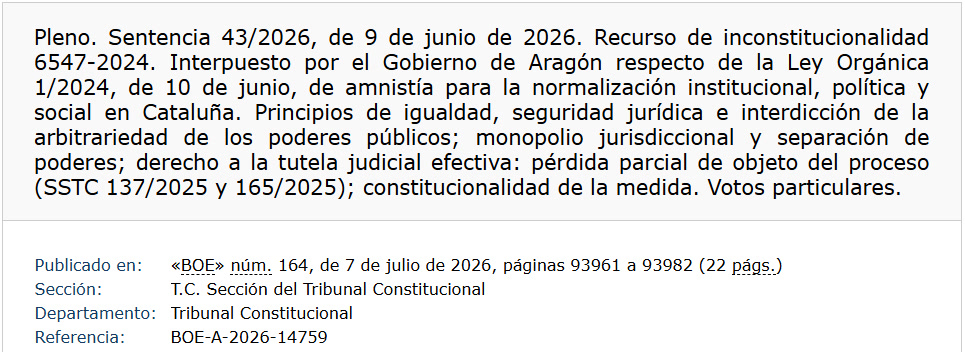 Pleno. Sentencia 43/2026, de 9 de junio de 2026. Recurso de inconstitucionalidad
6547-2024. Interpuesto por el Gobierno de Aragón respecto de la Ley Orgánica
1/2024, de 10 de junio, de amnistía para la normalización institucional, política y
social en Cataluña. Principios de igualdad, seguridad jurídica e interdicción de la
arbitrariedad de los poderes públicos; monopolio jurisdiccional y separación de
poderes; derecho a la tutela judicial efectiva: pérdida parcial de objeto del proceso
(SSTC 137/2025 y 165/2025); constitucionalidad de la medida. Votos particulares.
Publicado en: «BOE» núm. 164, de 7 de julio de 2026, páginas 93961 a 93982 (22 págs.)
Sección: T.C. Sección del Tribunal Constitucional
Departamento: Tribunal Constitucional
Referencia: BOE-A-2026-14759